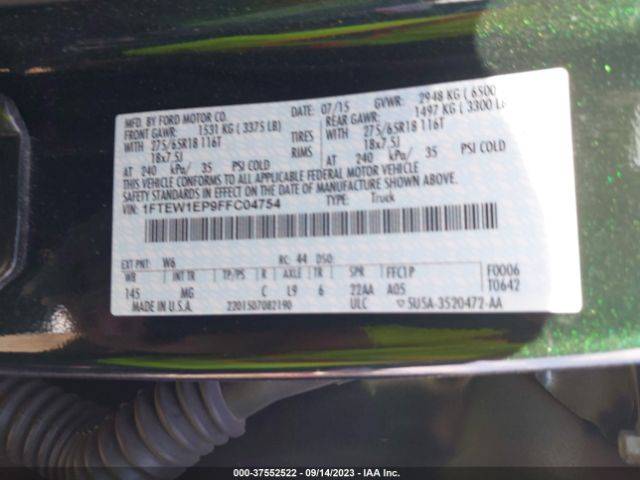 MFD. BY FORD MOTOR CO.
DATE: 07/15 GVWR: 2948 KG ( 6500
FRONT GAWR: 1531 KG ( 3375 LB) REAR GAWR: 1497 KG ( 3300 LB
WITH 275/65R18 116T TIRES WITH 275/65R18 116T
18x7.5J RIMS 18x7.5J
AT 240 kPa/ 35 PSI COLD AT 240 kPa/ 35 PSI COLD
THIS VEHICLE CONFORMS TO ALL APPLICABLE FEDERAL MOTOR VEHICLE
SAFETY STANDARDS IN EFFECT ON THE DATE OF MANUFACTURE SHOWN ABOVE.
VIN: 1FTEW1EP9FFC04754 TYPE: Truck
EXT PNT: W6 RC: 44 DSO:
WB INT TR TP/PS R AXLE TR SPR FFC1P F0006
145 MG C L9 6 22AA A05 T0642
MADE IN U.S.A. 2201507082190 ULC 5U5A-3520472-AA
000-37552522 / 09/14/2023 - IAA Inc.